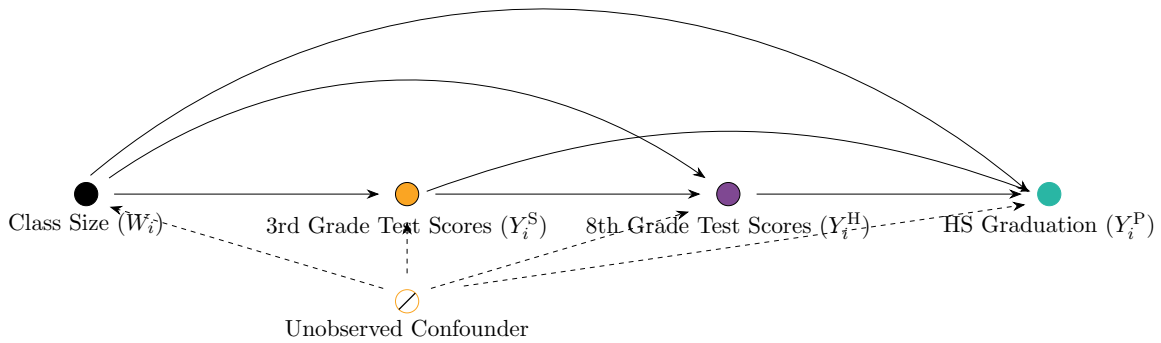 Class Size (W_i)
3rd Grade Test Scores (Y_i^S)
8th Grade Test Scores (Y_i^H)
HS Graduation (Y_i^P)
Unobserved Confounder